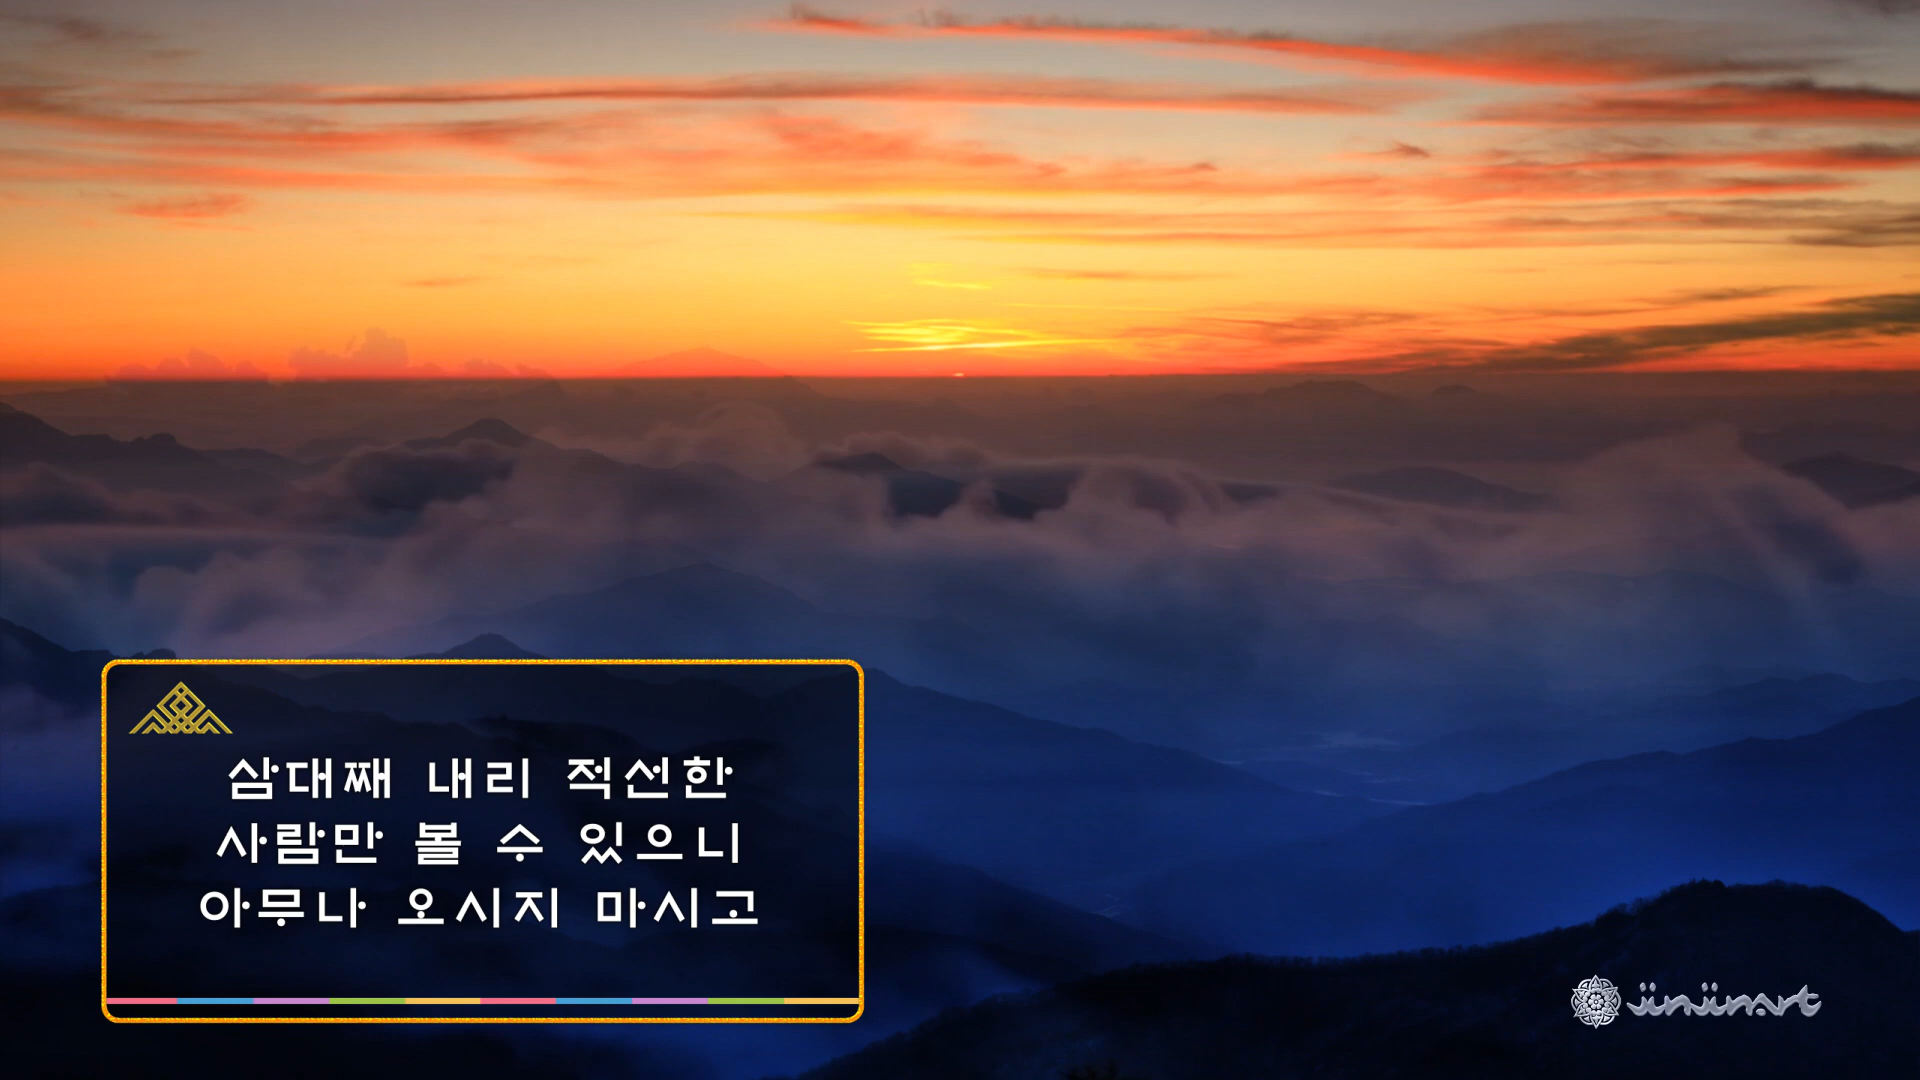 삼대째 내리 적선한
사람만 볼 수 있으니
아무나 오시지 마시고
jinjinart